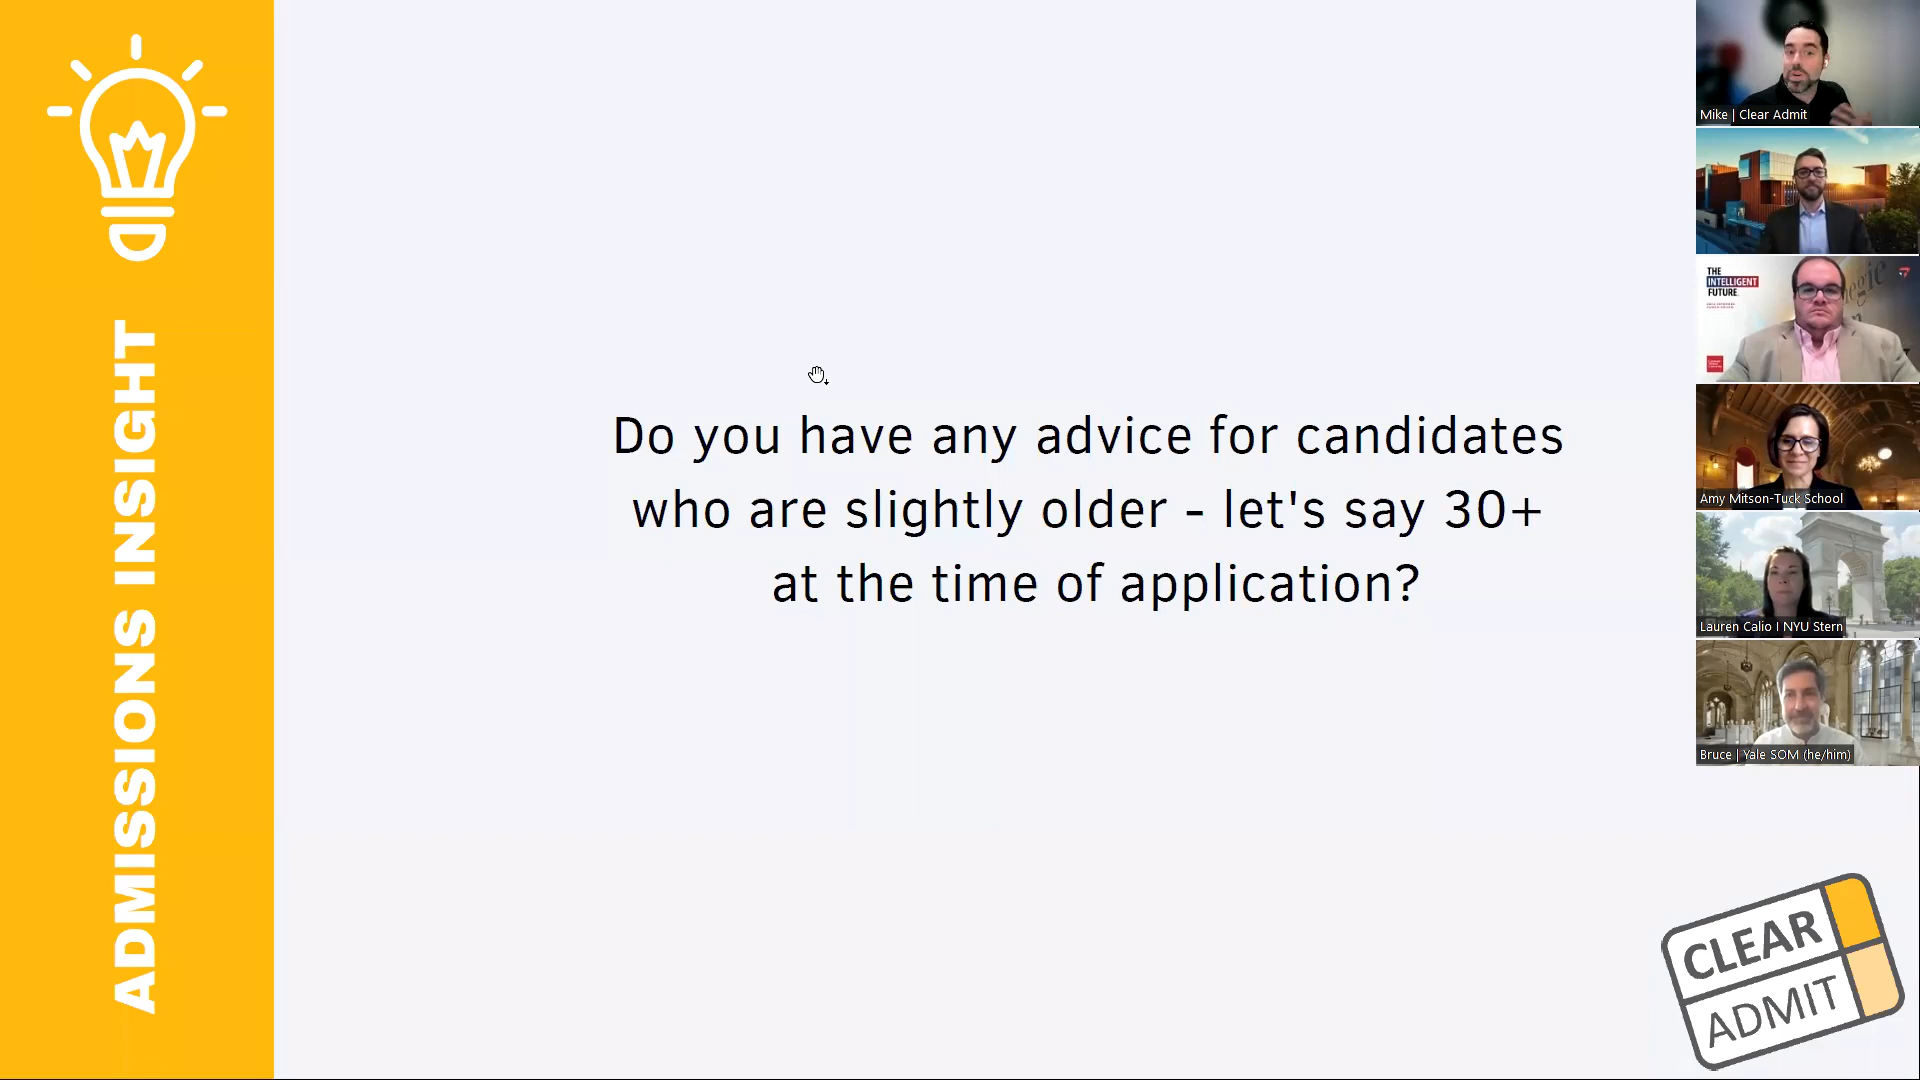 ADMISSIONS INSIGHT
Do you have any advice for candidates
who are slightly older - let's say 30+
at the time of application?
Mike | Clear Admit
THE
INTELLIGENT
FUTURE
Amy Mitson-Tuck School
Lauren Calio I NYU Stern
Bruce | Yale SOM (he/him)
CLEAR
ADMIT